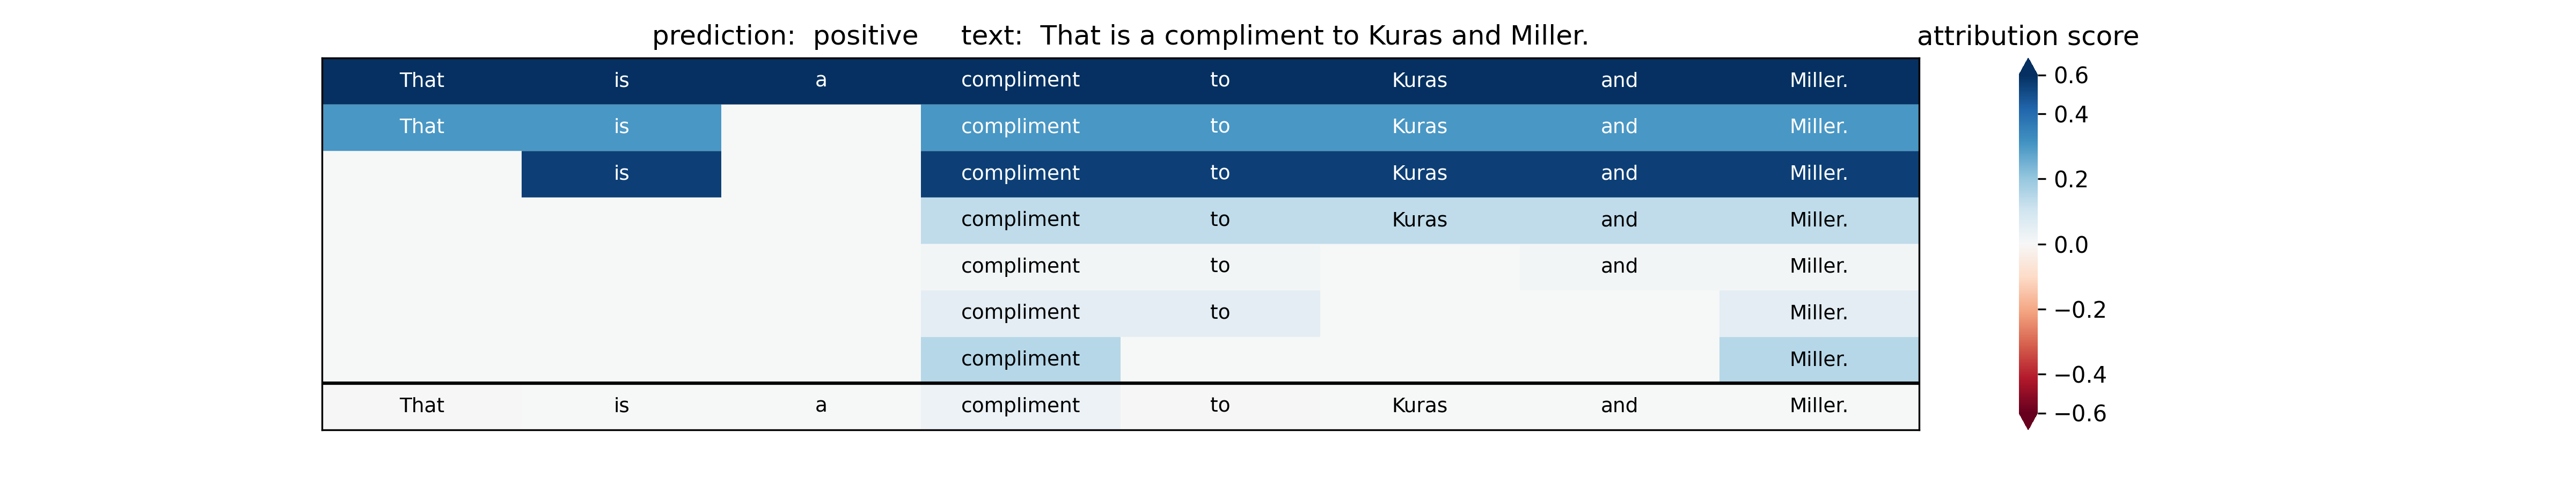 prediction: positive text: That is a compliment to Kuras and Miller.
attribution score
That is a compliment to Kuras and Miller.
That is compliment to Kuras and Miller.
is compliment to Kuras and Miller.
compliment to Kuras and Miller.
compliment to and Miller.
compliment to Miller.
compliment Miller.
That is a compliment to Kuras and Miller.
0.6
0.4
0.2
0.0
−0.2
−0.4
−0.6